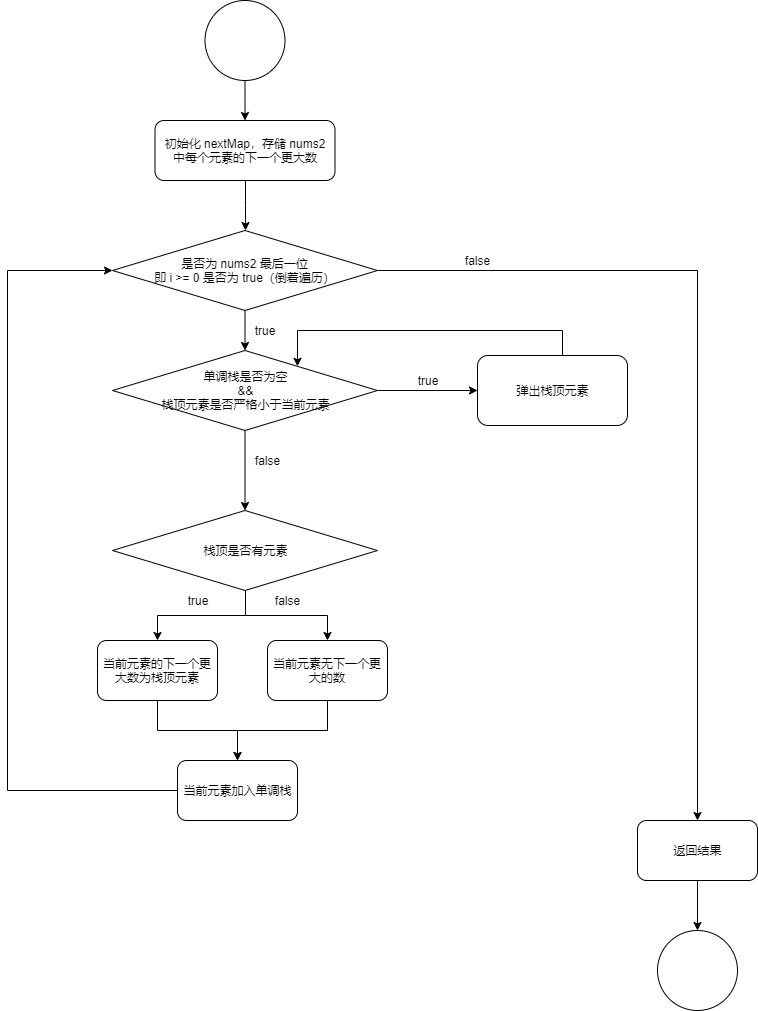 初始化 nextMap，存储 nums2
中每个元素的下一个更大数
是否为 nums2 最后一位
即 i >= 0 是否为 true（倒着遍历）
false
true
单调栈是否为空
&&
栈顶元素是否严格小于当前元素
true
弹出栈顶元素
false
栈顶是否有元素
true
false
当前元素的下一个更
大数为栈顶元素
当前元素无下一个更
大的数
当前元素加入单调栈
返回结果